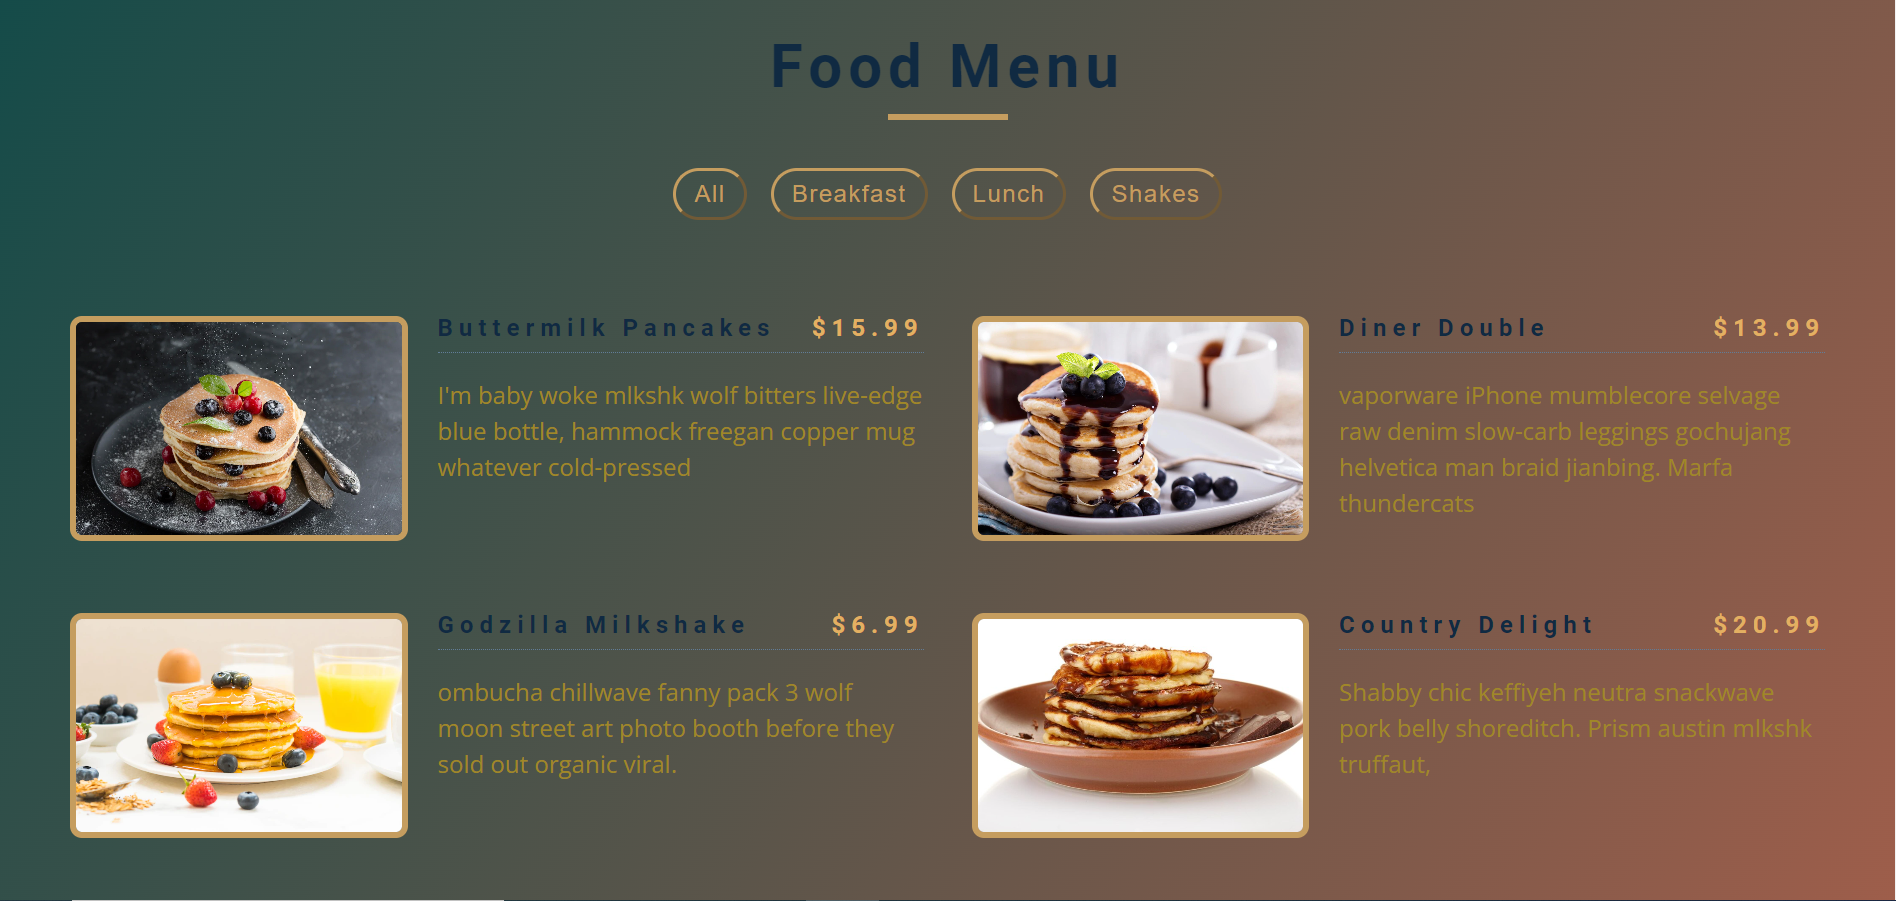 Food Menu
All
Breakfast
Lunch
Shakes
Buttermilk Pancakes $15.99
I'm baby woke mlkshk wolf bitters live-edge
blue bottle, hammock freegan copper mug
whatever cold-pressed
Diner Double $13.99
vaporware iPhone mumblecore selvage
raw denim slow-carb leggings gochujang
helvetica man braid jianbing. Marfa
thundercats
Godzilla Milkshake $6.99
ombucha chillwave fanny pack 3 wolf
moon street art photo booth before they
sold out organic viral.
Country Delight $20.99
Shabby chic keffiyeh neutra snackwave
pork belly shoreditch. Prism austin mlkshk
truffaut,